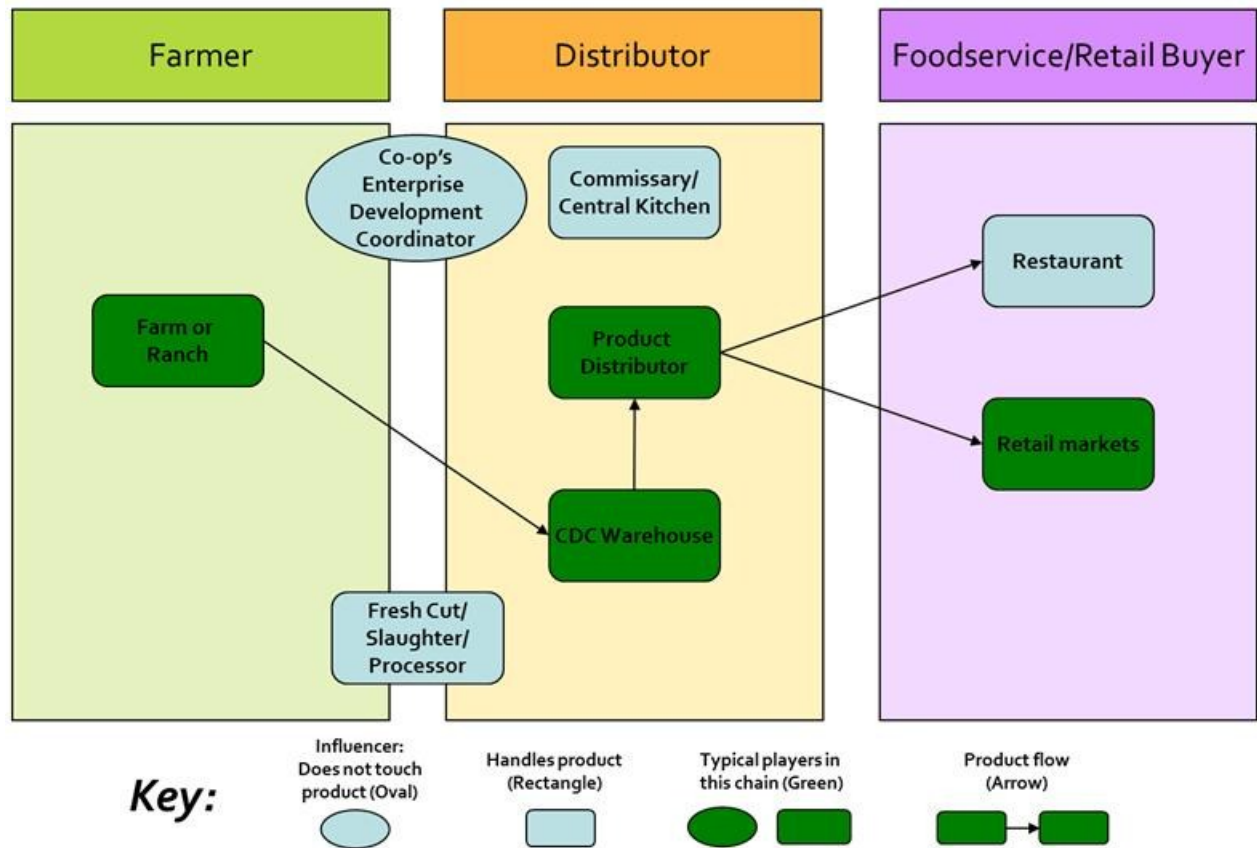 Farmer
Distributor
Foodservice/Retail Buyer
Co-op's
Enterprise
Development
Coordinator
Commissary/
Central Kitchen
Restaurant
Farm or
Ranch
Product
Distributor
Retail markets
CDC Warehouse
Fresh Cut/
Slaughter/
Processor
Key:
Influencer:
Does not touch
product (Oval)
Handles product
(Rectangle)
Typical players in
this chain (Green)
Product flow
(Arrow)